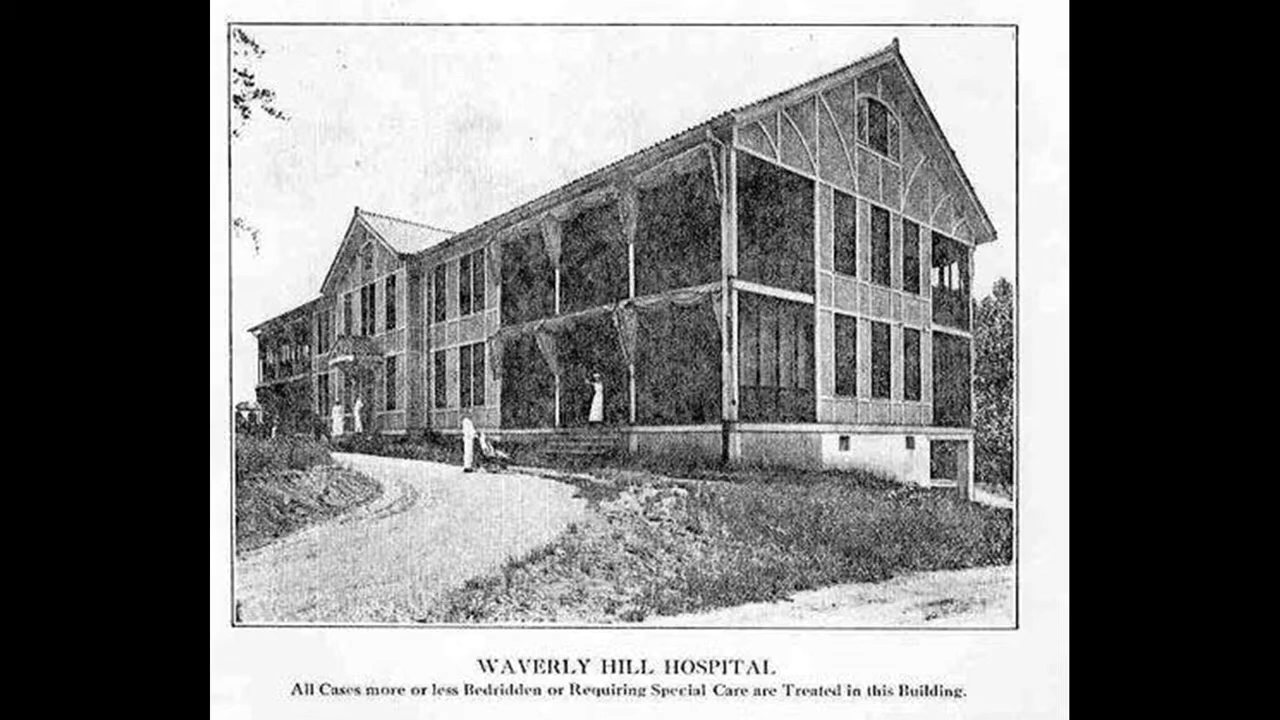 WAVERLY HILL HOSPITAL
All Cases more or less Bedridden or Requiring Special Care are Treated in this Building.